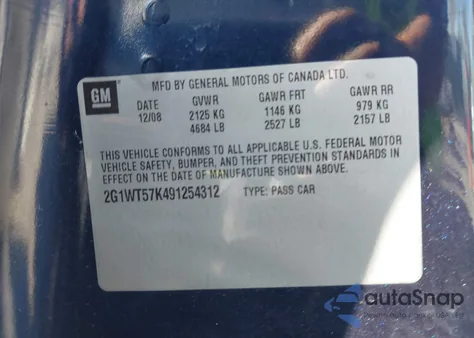 MFD BY GENERAL MOTORS OF CANADA LTD.
GM
DATE GVWR GAWR FRT GAWR RR
12/08 2125 KG 1146 KG 979 KG
4684 LB 2527 LB 2157 LB
THIS VEHICLE CONFORMS TO ALL APPLICABLE U.S. FEDERAL MOTOR
VEHICLE SAFETY, BUMPER, AND THEFT PREVENTION STANDARDS IN
EFFECT ON THE DATE OF MANUFACTURE SHOWN ABOVE.
2G1WT57K491254312 TYPE: PASS CAR
autoSnap